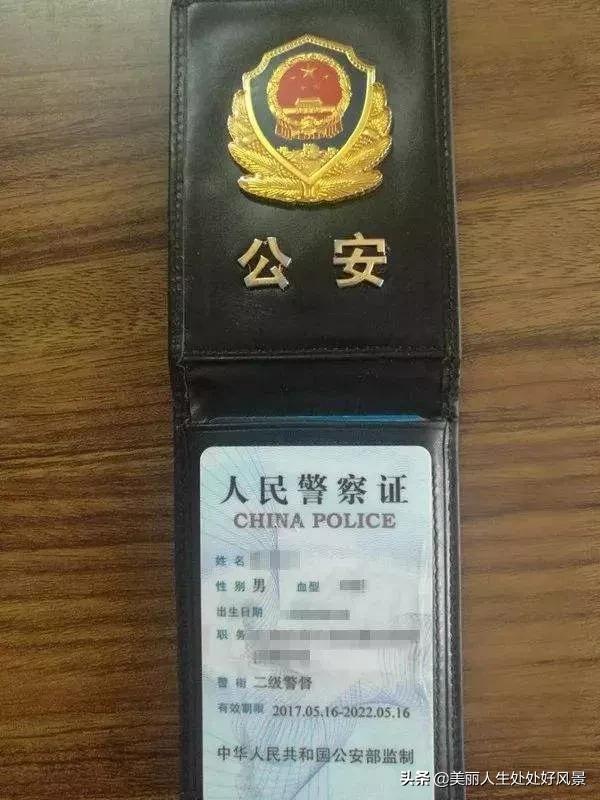 公安
人民警察证
CHINA POLICE
姓名
性别 男 血型
出生日期
职务
警衔 二级警督
有效期限 2017.05.16-2022.05.16
中华人民共和国公安部监制
头条 @美丽人生处处好风景